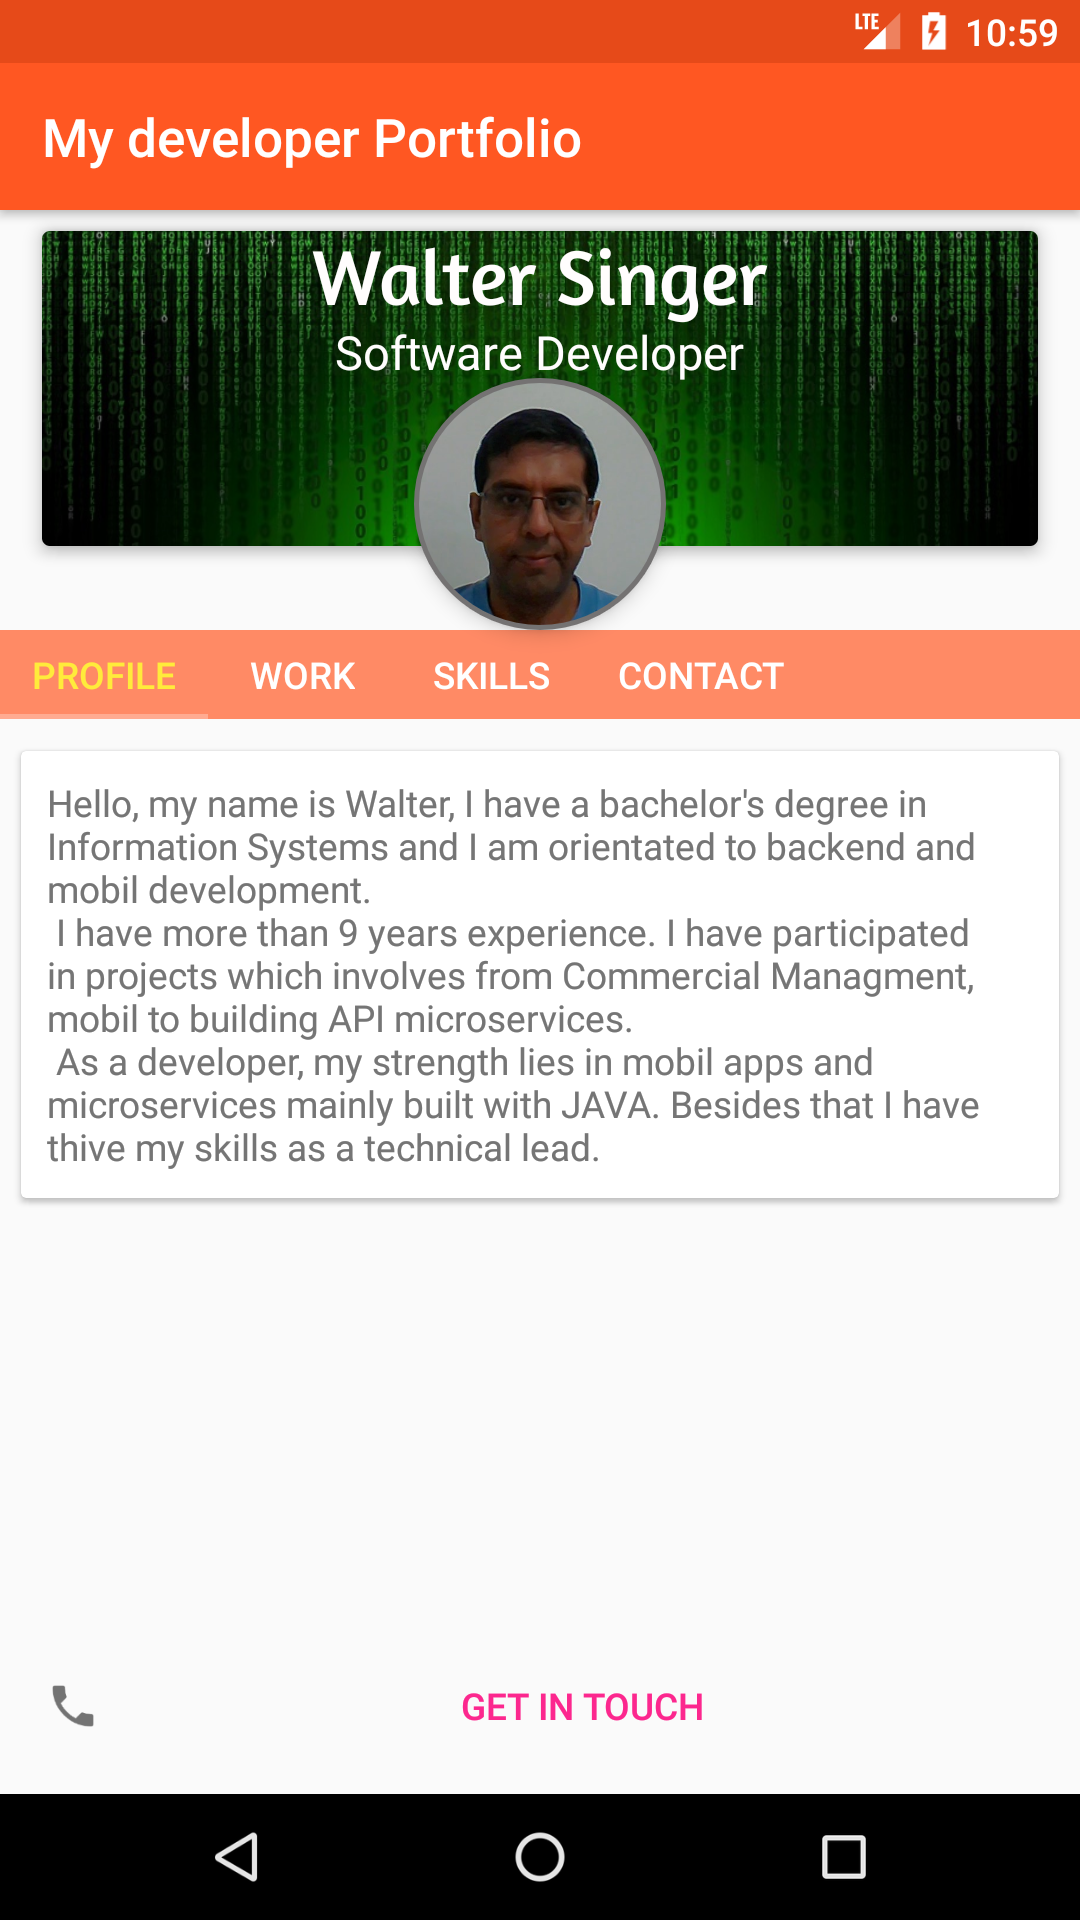 LTE 10:59
My developer Portfolio
Walter Singer
Software Developer
PROFILE WORK SKILLS CONTACT
Hello, my name is Walter, I have a bachelor's degree in
Information Systems and I am orientated to backend and
mobil development.
I have more than 9 years experience. I have participated
in projects which involves from Commercial Managment,
mobil to building API microservices.
As a developer, my strength lies in mobil apps and
microservices mainly built with JAVA. Besides that I have
thive my skills as a technical lead.
GET IN TOUCH